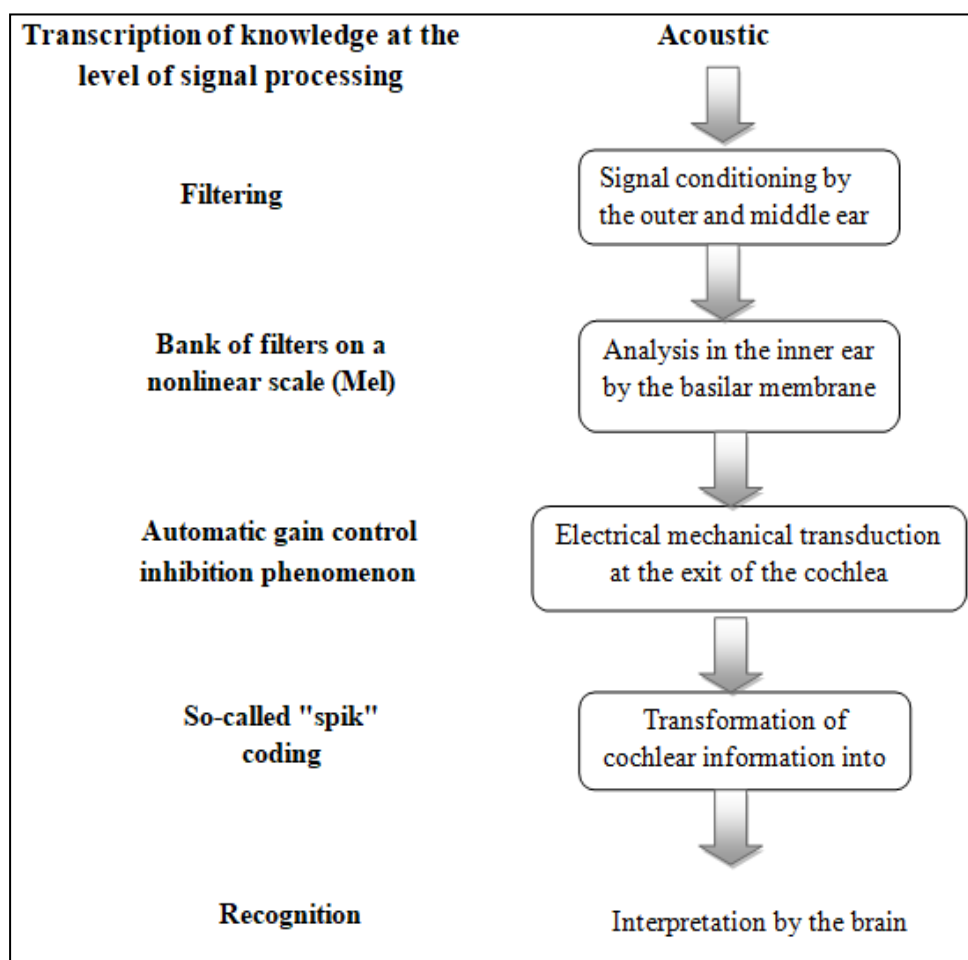 Transcription of knowledge at the
level of signal processing
Acoustic
Filtering
Signal conditioning by
the outer and middle ear
Bank of filters on a
nonlinear scale (Mel)
Analysis in the inner ear
by the basilar membrane
Automatic gain control
inhibition phenomenon
Electrical mechanical transduction
at the exit of the cochlea
So-called "spik"
coding
Transformation of
cochlear information into
Recognition
Interpretation by the brain